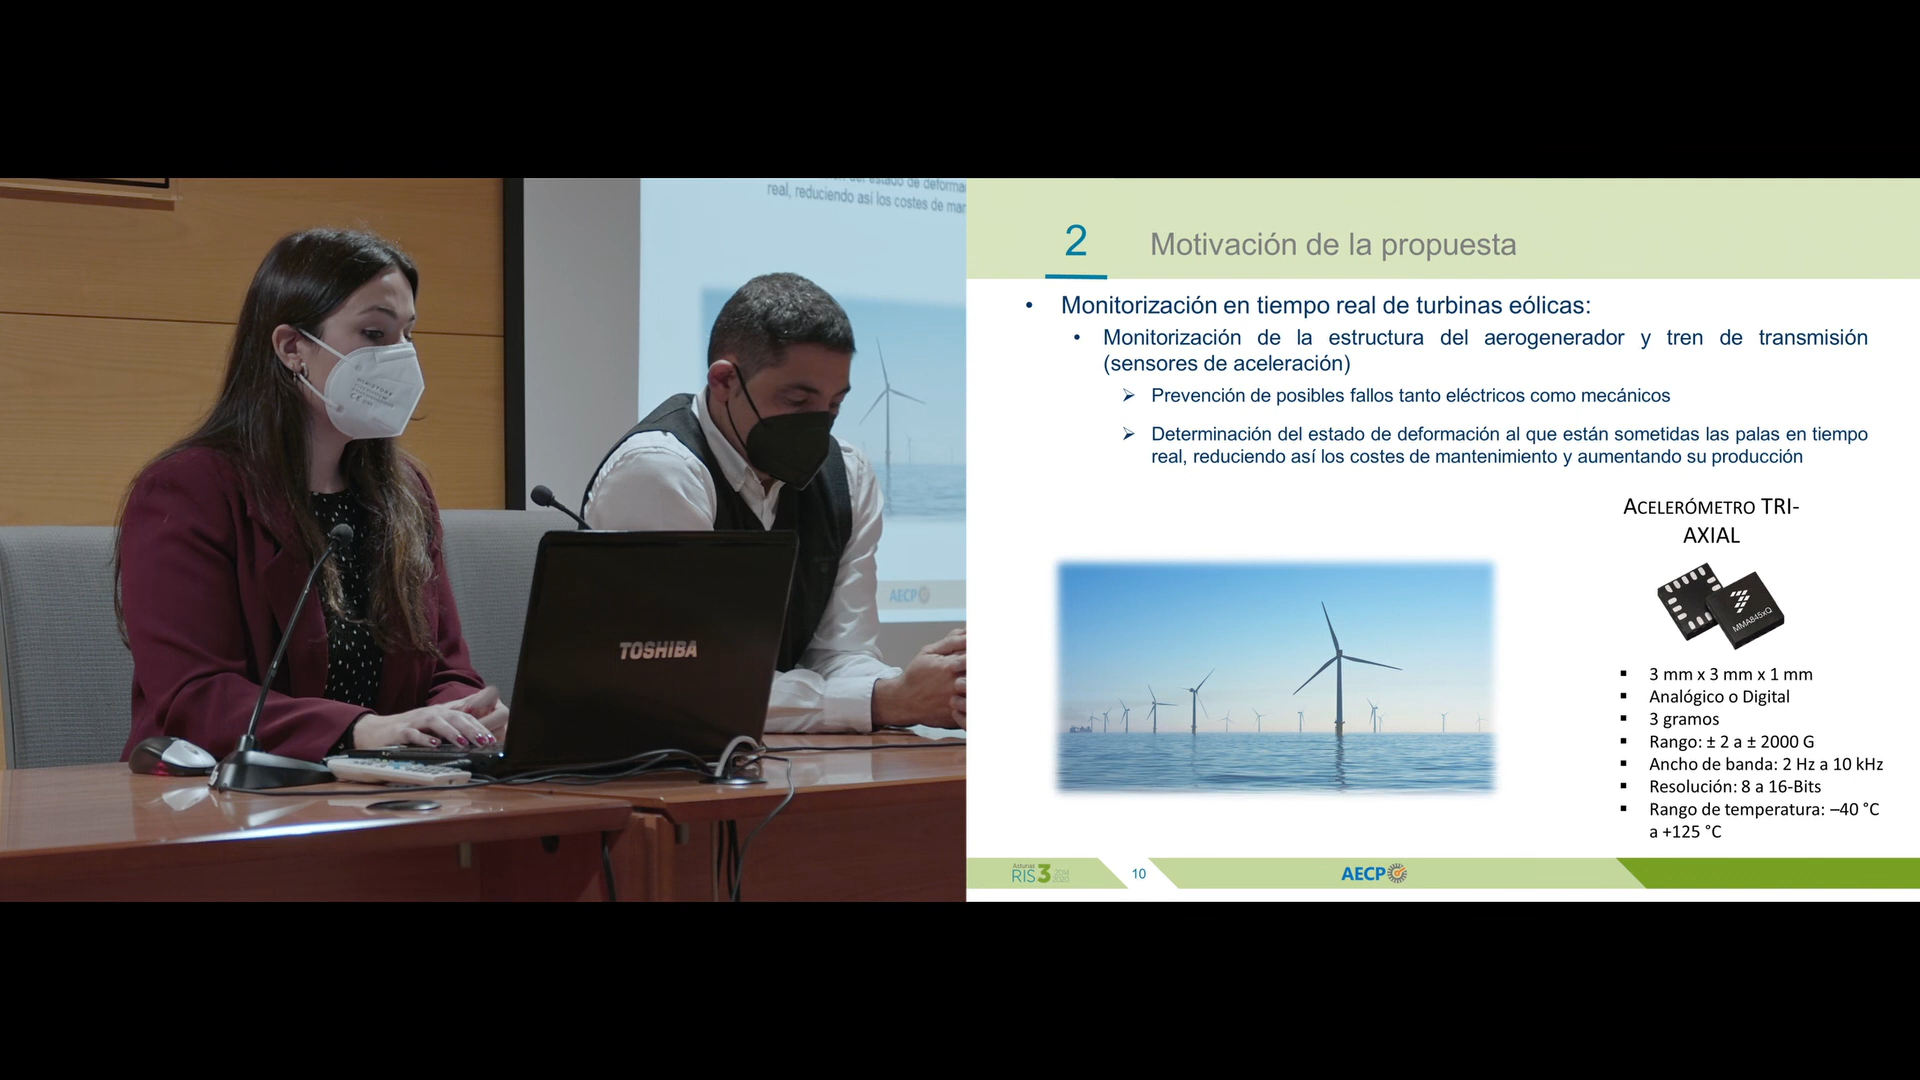 real, reduciendo así los costes de
TOSHIBA
AECP
CE
2
Motivación de la propuesta
• Monitorización en tiempo real de turbinas eólicas:
• Monitorización de la estructura del aerogenerador y tren de transmisión
(sensores de aceleración)
➢ Prevención de posibles fallos tanto eléctricos como mecánicos
➢ Determinación del estado de deformación al que están sometidas las palas en tiempo
real, reduciendo así los costes de mantenimiento y aumentando su producción
ACELERÓMETRO TRI-
AXIAL
MMA845xQ
▪ 3 mm x 3 mm x 1 mm
▪ Analógico o Digital
▪ 3 gramos
▪ Rango: ± 2 a ± 2000 G
▪ Ancho de banda: 2 Hz a 10 kHz
▪ Resolución: 8 a 16-Bits
▪ Rango de temperatura: –40 °C
a +125 °C
Asturias
RIS3
10
AECP